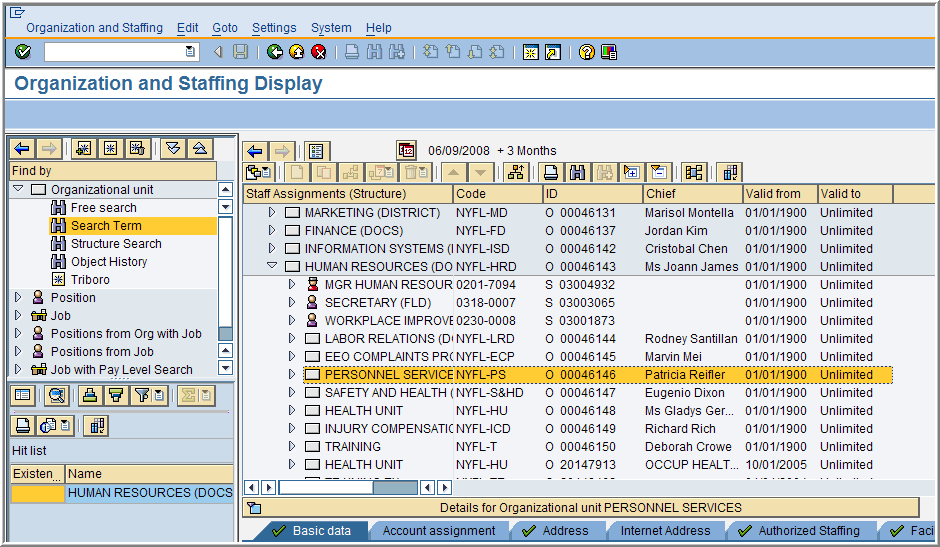 Organization and Staffing Edit Goto Settings System Help
Organization and Staffing Display
06/09/2008 + 3 Months
Find by
Organizational unit
Free search
Search Term
Structure Search
Object History
Triboro
Position
Job
Positions from Org with Job
Positions from Job
Job with Pay Level Search
Hit list
Existen... Name
HUMAN RESOURCES (DOCS
Staff Assignments (Structure) Code ID Chief Valid from Valid to
MARKETING (DISTRICT) NYFL-MD O 00046131 Marisol Montella 01/01/1900 Unlimited
FINANCE (DOCS) NYFL-FD O 00046137 Jordan Kim 01/01/1900 Unlimited
INFORMATION SYSTEMS ( NYFL-ISD O 00046142 Cristobal Chen 01/01/1900 Unlimited
HUMAN RESOURCES (DO NYFL-HRD O 00046143 Ms Joann James 01/01/1900 Unlimited
MGR HUMAN RESOUR 0201-7094 S 03004932 01/01/1900 Unlimited
SECRETARY (FLD) 0318-0007 S 03003065 01/01/1900 Unlimited
WORKPLACE IMPROVE 0230-0008 S 03001873 01/01/1900 Unlimited
LABOR RELATIONS (D NYFL-LRD O 00046144 Rodney Santillan 01/01/1900 Unlimited
EEO COMPLAINTS PR NYFL-ECP O 00046145 Marvin Mei 01/01/1900 Unlimited
PERSONNEL SERVICE NYFL-PS O 00046146 Patricia Reifler 01/01/1900 Unlimited
SAFETY AND HEALTH ( NYFL-S&HD O 00046147 Eugenio Dixon 01/01/1900 Unlimited
HEALTH UNIT NYFL-HU O 00046148 Ms Gladys Ger... 01/01/1900 Unlimited
INJURY COMPENSATI NYFL-ICD O 00046149 Richard Rich 01/01/1900 Unlimited
TRAINING NYFL-T O 00046150 Deborah Crowe 01/01/1900 Unlimited
HEALTH UNIT NYFL-HU O 20147913 OCCUP HEALT... 10/01/2005 Unlimited
Details for Organizational unit PERSONNEL SERVICES
Basic data Account assignment Address Internet Address Authorized Staffing Faci